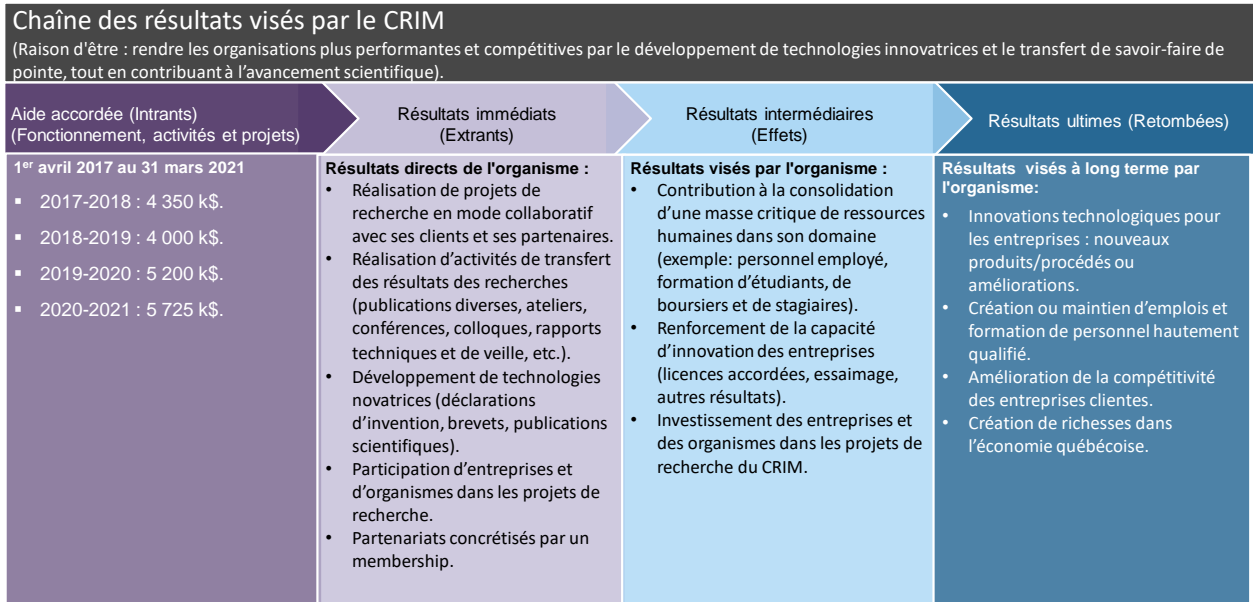 Chaîne des résultats visés par le CRIM
(Raison d'être : rendre les organisations plus performantes et compétitives par le développement de technologies innovatrices et le transfert de savoir-faire de
pointe, tout en contribuant à l'avancement scientifique).
Aide accordée (Intrants)
(Fonctionnement, activités et projets)
Résultats immédiats
(Extrants)
Résultats intermédiaires
(Effets)
Résultats ultimes (Retombées)
1er avril 2017 au 31 mars 2021
▪ 2017-2018 : 4 350 k$.
▪ 2018-2019 : 4 000 k$.
▪ 2019-2020 : 5 200 k$.
▪ 2020-2021 : 5 725 k$.
Résultats directs de l'organisme :
• Réalisation de projets de
recherche en mode collaboratif
avec ses clients et ses partenaires.
• Réalisation d'activités de transfert
des résultats des recherches
(publications diverses, ateliers,
conférences, colloques, rapports
techniques et de veille, etc.).
• Développement de technologies
novatrices (déclarations
d'invention, brevets, publications
scientifiques).
• Participation d'entreprises et
d'organismes dans les projets de
recherche.
• Partenariats concrétisés par un
membership.
Résultats visés par l'organisme :
• Contribution à la consolidation
d'une masse critique de ressources
humaines dans son domaine
(exemple: personnel employé,
formation d'étudiants, de
boursiers et de stagiaires).
• Renforcement de la capacité
d'innovation des entreprises
(licences accordées, essaimage,
autres résultats).
• Investissement des entreprises et
des organismes dans les projets de
recherche du CRIM.
Résultats visés à long terme par
l'organisme:
• Innovations technologiques pour
les entreprises : nouveaux
produits/procédés ou
améliorations.
• Création ou maintien d'emplois et
formation de personnel hautement
qualifié.
• Amélioration de la compétitivité
des entreprises clientes.
• Création de richesses dans
l'économie québécoise.